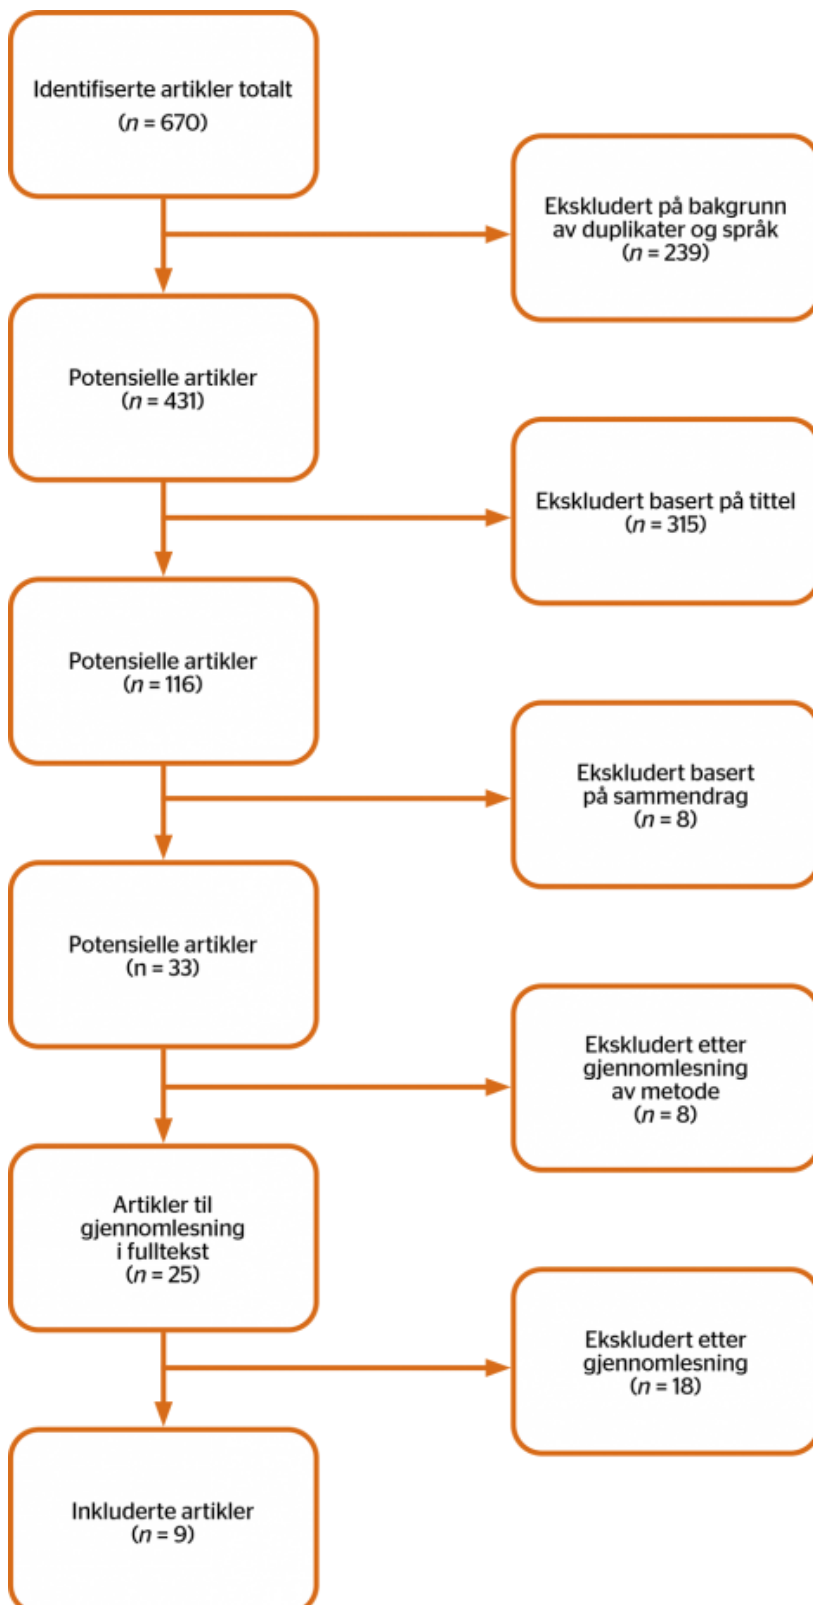 Identifiserte artikler totalt
(n = 670)
Ekskludert på bakgrunn
av duplikater og språk
(n = 239)
Potensielle artikler
(n = 431)
Ekskludert basert på tittel
(n = 315)
Potensielle artikler
(n = 116)
Ekskludert basert
på sammendrag
(n = 8)
Potensielle artikler
(n = 33)
Ekskludert etter
gjennomlesning
av metode
(n = 8)
Artikler til
gjennomlesning
i fulltekst
(n = 25)
Ekskludert etter
gjennomlesning
(n = 18)
Inkluderte artikler
(n = 9)